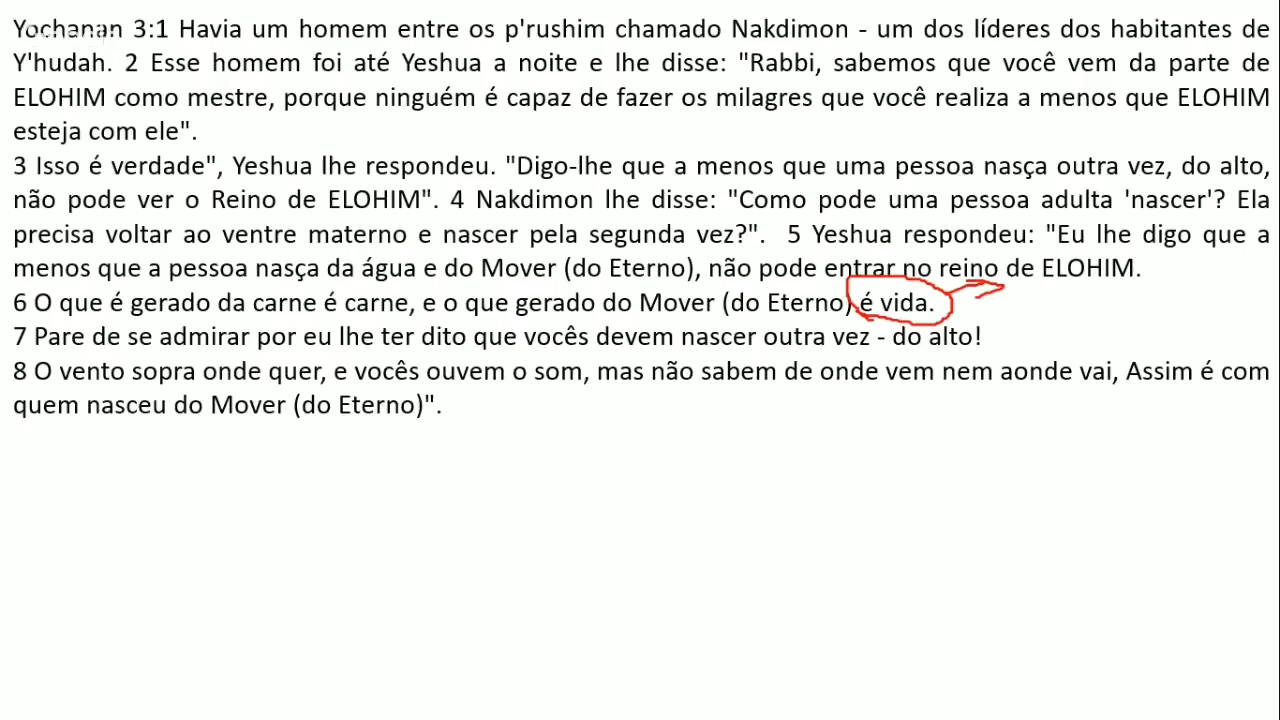 Yochanan 3:1 Havia um homem entre os p'rushim chamado Nakdimon - um dos líderes dos habitantes de
Y'hudah. 2 Esse homem foi até Yeshua a noite e lhe disse: "Rabbi, sabemos que você vem da parte de
ELOHIM como mestre, porque ninguém é capaz de fazer os milagres que você realiza a menos que ELOHIM
esteja com ele".
3 Isso é verdade", Yeshua lhe respondeu. "Digo-lhe que a menos que uma pessoa nasça outra vez, do alto,
não pode ver o Reino de ELOHIM". 4 Nakdimon lhe disse: "Como pode uma pessoa adulta 'nascer'? Ela
precisa voltar ao ventre materno e nascer pela segunda vez?". 5 Yeshua respondeu: "Eu lhe digo que a
menos que a pessoa nasça da água e do Mover (do Eterno), não pode entrar no reino de ELOHIM.
6 O que é gerado da carne é carne, e o que gerado do Mover (do Eterno) é vida.
7 Pare de se admirar por eu lhe ter dito que vocês devem nascer outra vez - do alto!
8 O vento sopra onde quer, e vocês ouvem o som, mas não sabem de onde vem nem aonde vai, Assim é com
quem nasceu do Mover (do Eterno)".